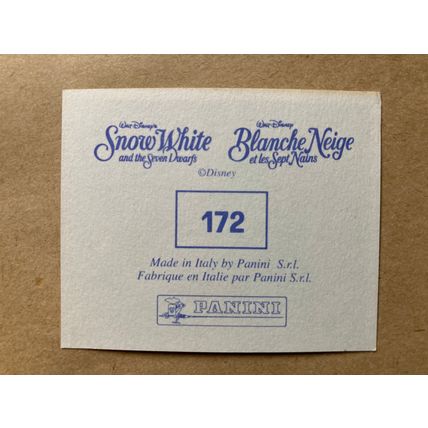 Walt Disney's
Snow White
and the Seven Dwarfs
Walt Disney
Blanche Neige
et les Sept Nains
©Disney
172
Made in Italy by Panini S.r.l.
Fabrique en Italie par Panini S.r.l.
PANINI